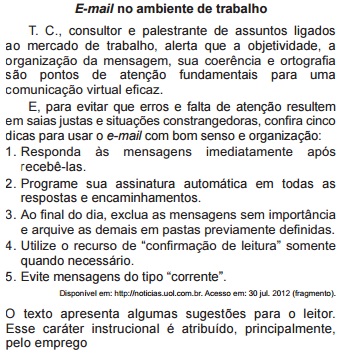 E-mail no ambiente de trabalho
T. C., consultor e palestrante de assuntos ligados
ao mercado de trabalho, alerta que a objetividade, a
organização da mensagem, sua coerência e ortografia
são pontos de atenção fundamentais para uma
comunicação virtual eficaz.
E, para evitar que erros e falta de atenção resultem
em saias justas e situações constrangedoras, confira cinco
dicas para usar o e-mail com bom senso e organização:
1. Responda às mensagens imediatamente após
recebê-las.
2. Programe sua assinatura automática em todas as
respostas e encaminhamentos.
3. Ao final do dia, exclua as mensagens sem importância
e arquive as demais em pastas previamente definidas.
4. Utilize o recurso de “confirmação de leitura” somente
quando necessário.
5. Evite mensagens do tipo “corrente”.
Disponível em: http://noticias.uol.com.br. Acesso em: 30 jul. 2012 (fragmento).
O texto apresenta algumas sugestões para o leitor.
Esse caráter instrucional é atribuído, principalmente,
pelo emprego